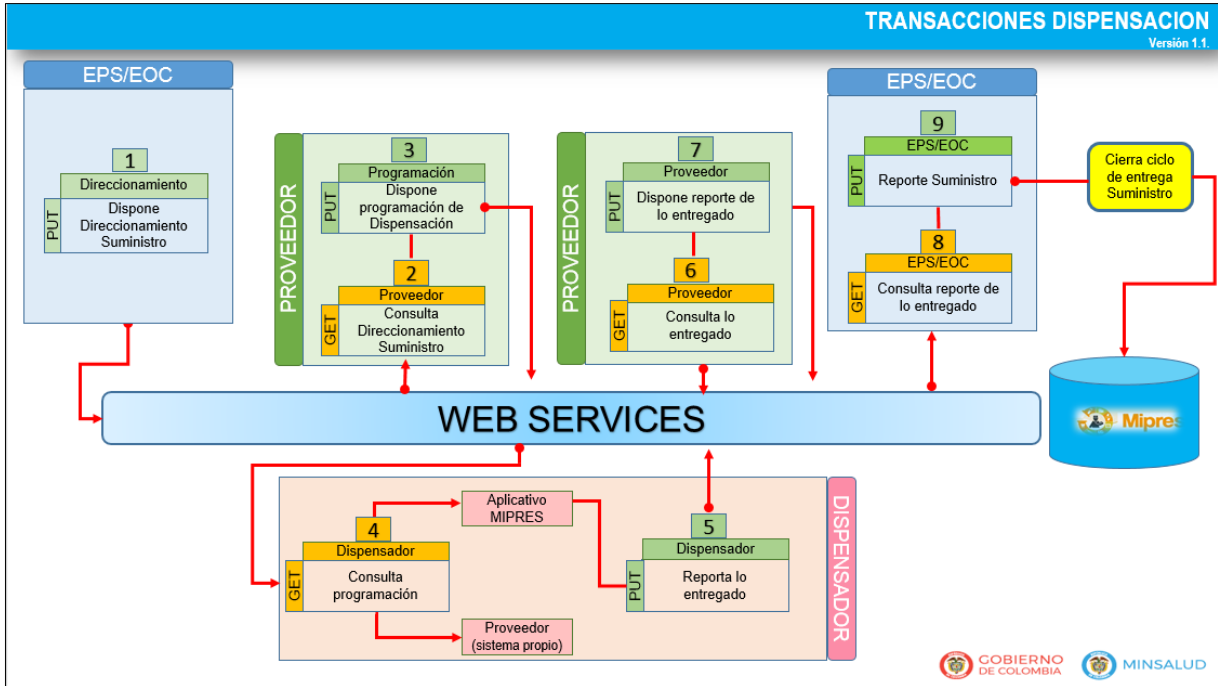 TRANSACCIONES DISPENSACION
Versión 1.1.
EPS/EOC
1
Direccionamiento
PUT
Dispone
Direccionamiento
Suministro
PROVEEDOR
3
Programación
PUT
Dispone
programación de
Dispensación
2
Proveedor
GET
Consulta
Direccionamiento
Suministro
PROVEEDOR
7
Proveedor
PUT
Dispone reporte de
lo entregado
6
Proveedor
GET
Consulta lo
entregado
EPS/EOC
9
EPS/EOC
PUT
Reporte Suministro
8
EPS/EOC
GET
Consulta reporte de
lo entregado
Cierra ciclo
de entrega
Suministro
WEB SERVICES
Mipres
DISPENSADOR
4
Dispensador
GET
Consulta
programación
Aplicativo
MIPRES
Proveedor
(sistema propio)
5
Dispensador
PUT
Reporta lo
entregado
GOBIERNO
DE COLOMBIA
MINSALUD